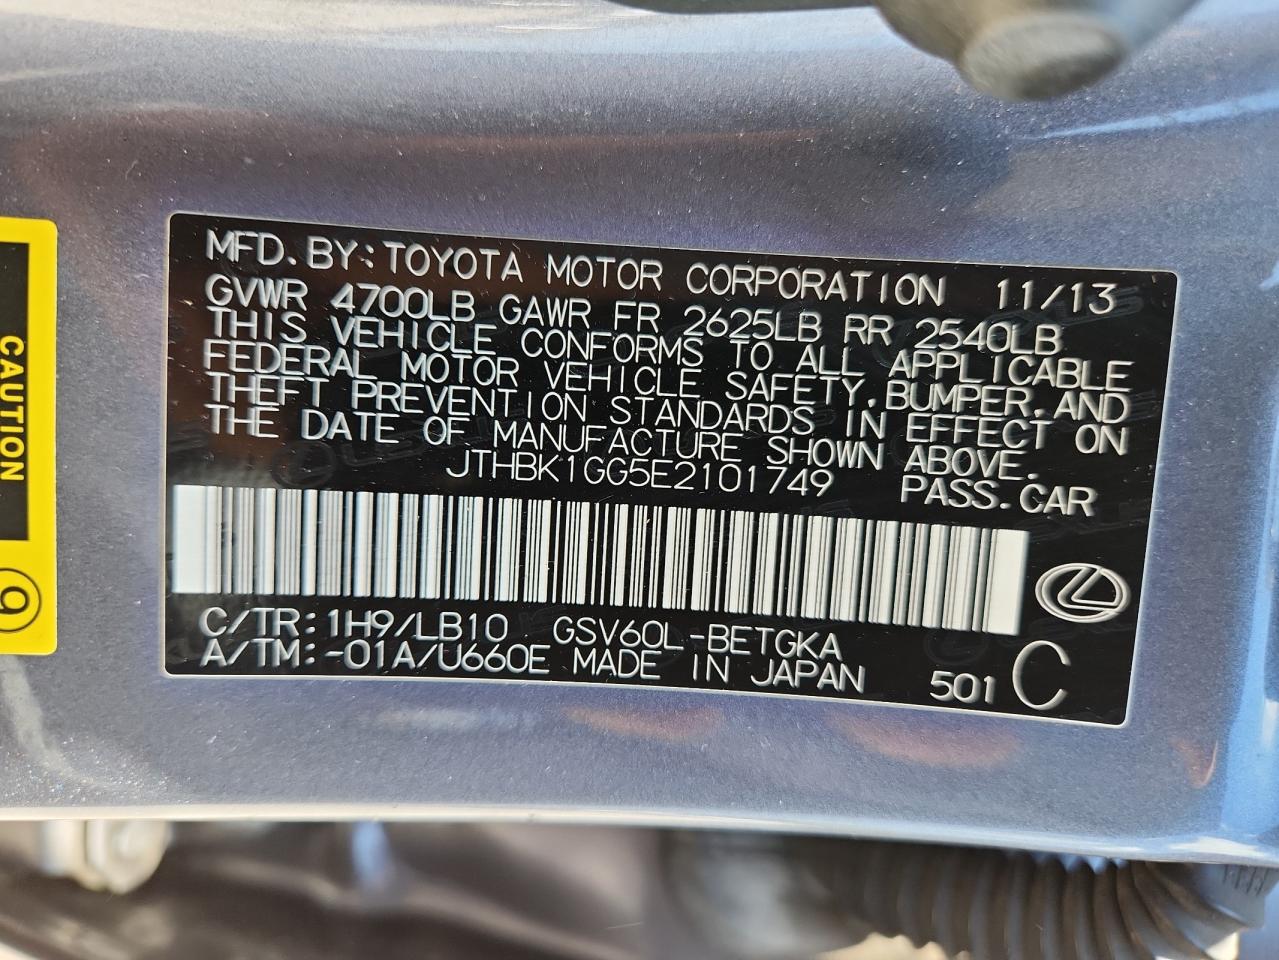 MFD. BY: TOYOTA MOTOR CORPORATION 11/13
GVWR 4700LB GAWR FR 2625LB RR 2540LB
THIS VEHICLE CONFORMS TO ALL APPLICABLE
FEDERAL MOTOR VEHICLE SAFETY, BUMPER, AND
THEFT PREVENTION STANDARDS IN EFFECT ON
THE DATE OF MANUFACTURE SHOWN ABOVE.
JTHBK1GG5E2101749 PASS. CAR
C/TR: 1H9/LB10 GSV60L-BETGKA
A/TM: -01A/U660E MADE IN JAPAN 501 C
CAUTION
9